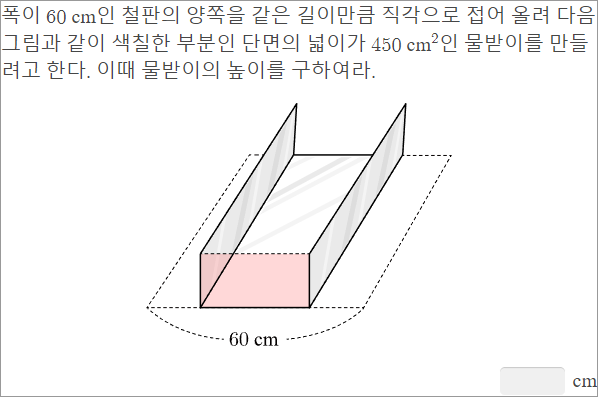 폭이 60 cm인 철판의 양쪽을 같은 길이만큼 직각으로 접어 올려 다음
그림과 같이 색칠한 부분인 단면의 넓이가 450 cm²인 물받이를 만들
려고 한다. 이때 물받이의 높이를 구하여라.
60 cm
cm